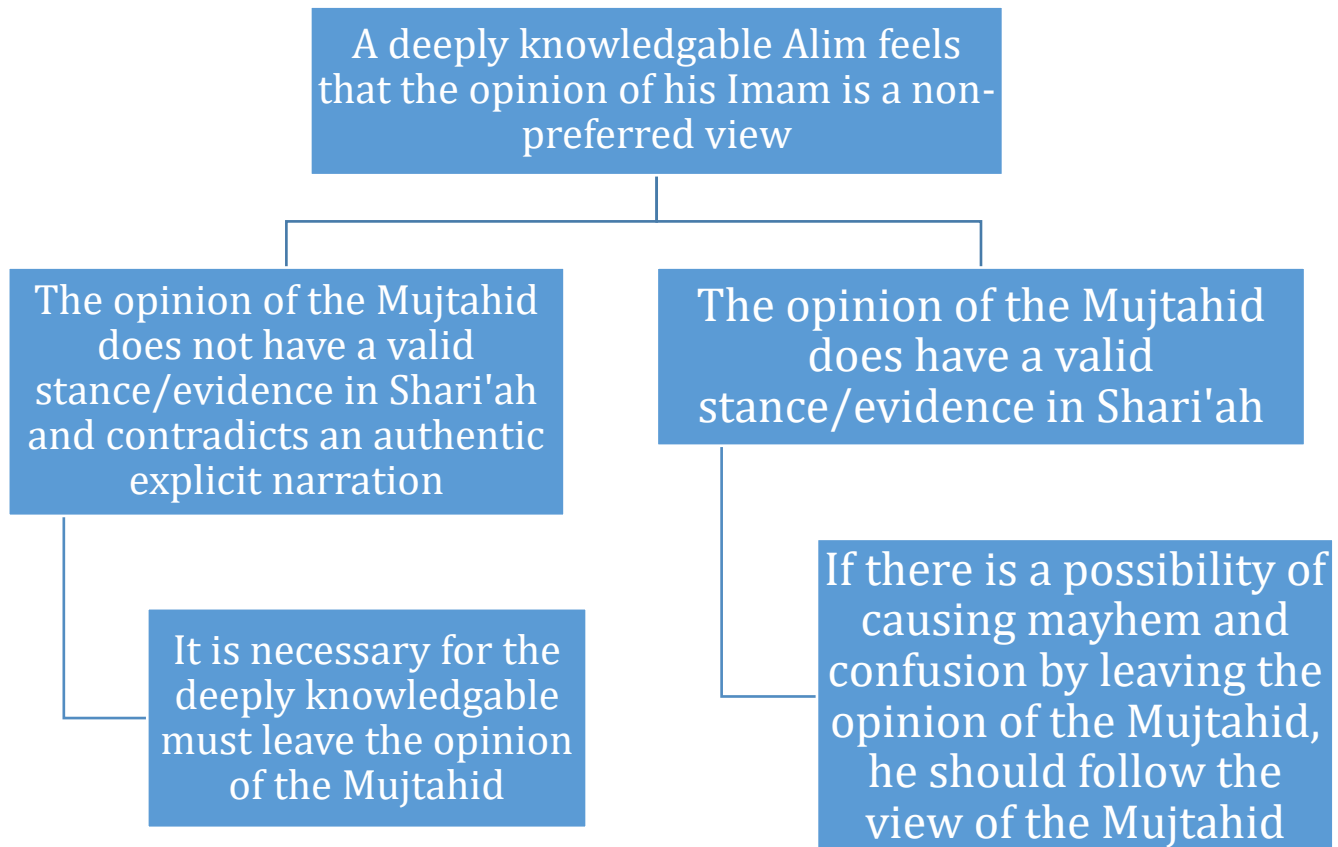 A deeply knowledgable Alim feels
that the opinion of his Imam is a non-
preferred view
The opinion of the Mujtahid
does not have a valid
stance/evidence in Shari'ah
and contradicts an authentic
explicit narration
The opinion of the Mujtahid
does have a valid
stance/evidence in Shari'ah
It is necessary for the
deeply knowledgable
must leave the opinion
of the Mujtahid
If there is a possibility of
causing mayhem and
confusion by leaving the
opinion of the Mujtahid,
he should follow the
view of the Mujtahid